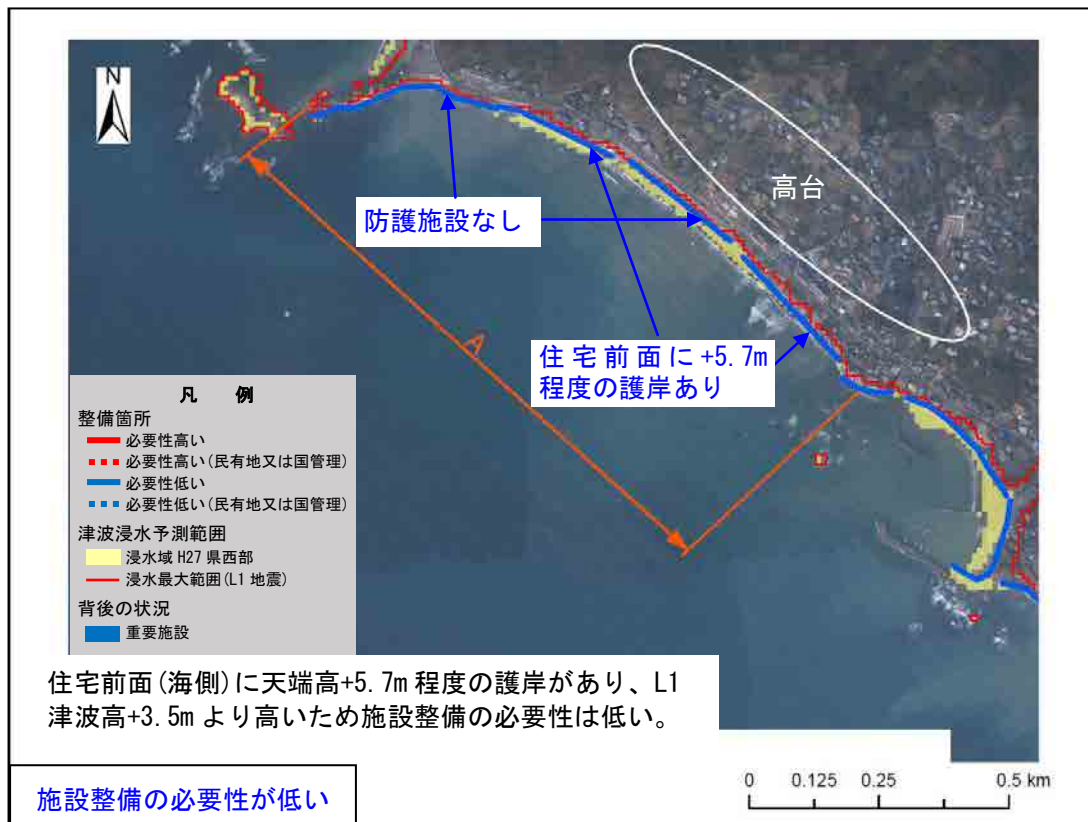 N
高台
防護施設なし
住宅前面に+5.7m
程度の護岸あり
A
凡 例
整備箇所
必要性高い
必要性高い(民有地又は国管理)
必要性低い
必要性低い(民有地又は国管理)
津波浸水予測範囲
浸水域 H27 県西部
浸水最大範囲(L1 地震)
背後の状況
重要施設
住宅前面(海側)に天端高+5.7m 程度の護岸があり、L1
津波高+3.5m より高いため施設整備の必要性は低い。
施設整備の必要性が低い
0 0.125 0.25 0.5 km